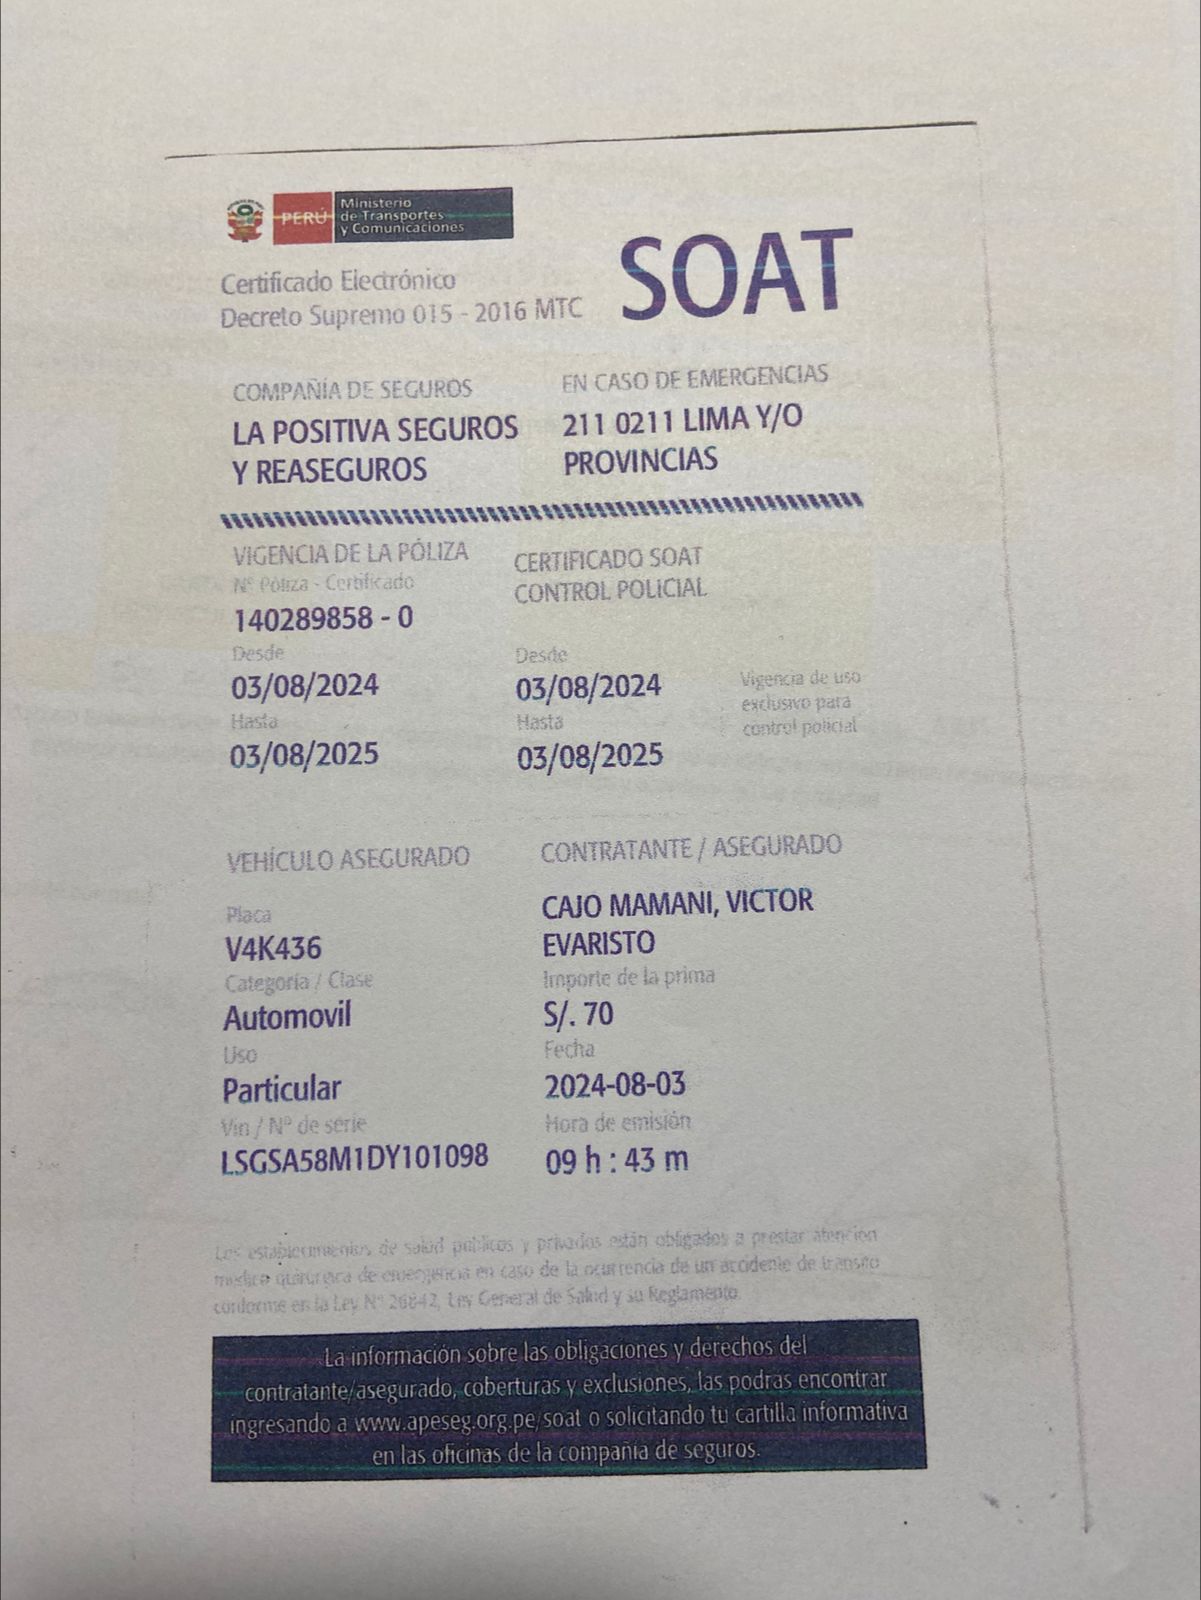 PERÚ
Ministerio
de Transportes
y Comunicaciones
SOAT
Certificado Electrónico
Decreto Supremo 015 - 2016 MTC
COMPAÑÍA DE SEGUROS
LA POSITIVA SEGUROS
Y REASEGUROS
EN CASO DE EMERGENCIAS
211 0211 LIMA Y/O
PROVINCIAS
VIGENCIA DE LA PÓLIZA
Nº Póliza - Certificado
140289858 - 0
Desde
03/08/2024
Hasta
03/08/2025
CERTIFICADO SOAT
CONTROL POLICIAL
Desde
03/08/2024
Hasta
03/08/2025
Vigencia de uso
exclusivo para
control policial
VEHÍCULO ASEGURADO
Placa
V4K436
Categoría / Clase
Automovil
Uso
Particular
Vin / Nº de serie
LSGSA58M1DY101098
CONTRATANTE / ASEGURADO
CAJO MAMANI, VICTOR
EVARISTO
Importe de la prima
S/. 70
Fecha
2024-08-03
Hora de emisión
09 h : 43 m
Los establecimientos de salud públicos y privados están obligados a prestar atención
médico quirúrgica de emergencia en caso de la ocurrencia de un accidente de tránsito
conforme en la Ley Nº 26842, Ley General de Salud y su Reglamento.
La información sobre las obligaciones y derechos del
contratante/asegurado, coberturas y exclusiones, las podras encontrar
ingresando a www.apeseg.org.pe/soat o solicitando tu cartilla informativa
en las oficinas de la compañía de seguros.